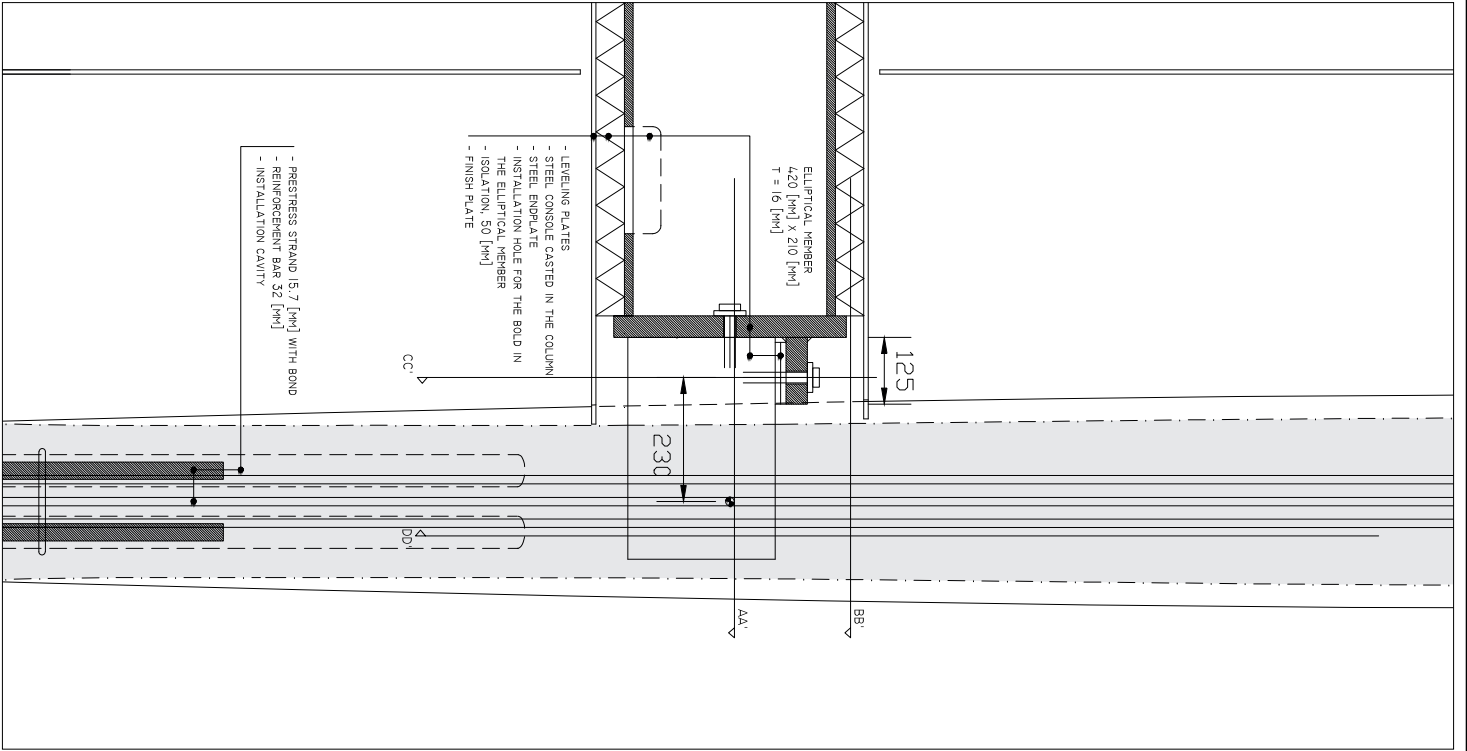 - PRESTRESS STRAND 15.7 [MM] WITH BOND
- REINFORCEMENT BAR 32 [MM]
- INSTALLATION CAVITY
- LEVELING PLATES
- STEEL CONSOLE CASTED IN THE COLUMN
- STEEL ENDPLATE
- INSTALLATION HOLE FOR THE BOLD IN
THE ELLIPTICAL MEMBER
- ISOLATION, 50 [MM]
- FINISH PLATE
ELLIPTICAL MEMBER
420 [MM] X 210 [MM]
T = 16 [MM]
125
230
CC'
DD'
AA'
BB'